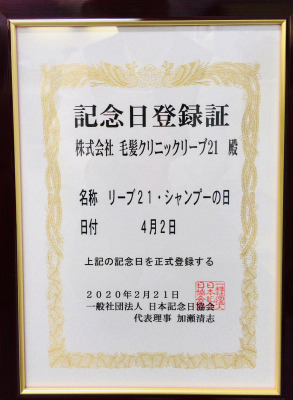 記念日登録証
株式会社 毛髪クリニックリーブ21 殿
名称 リーブ21・シャンプーの日
日付 4月2日
上記の記念日を正式登録する
2020年2月21日
一般社団法人 日本記念日協会
代表理事 加瀬清志